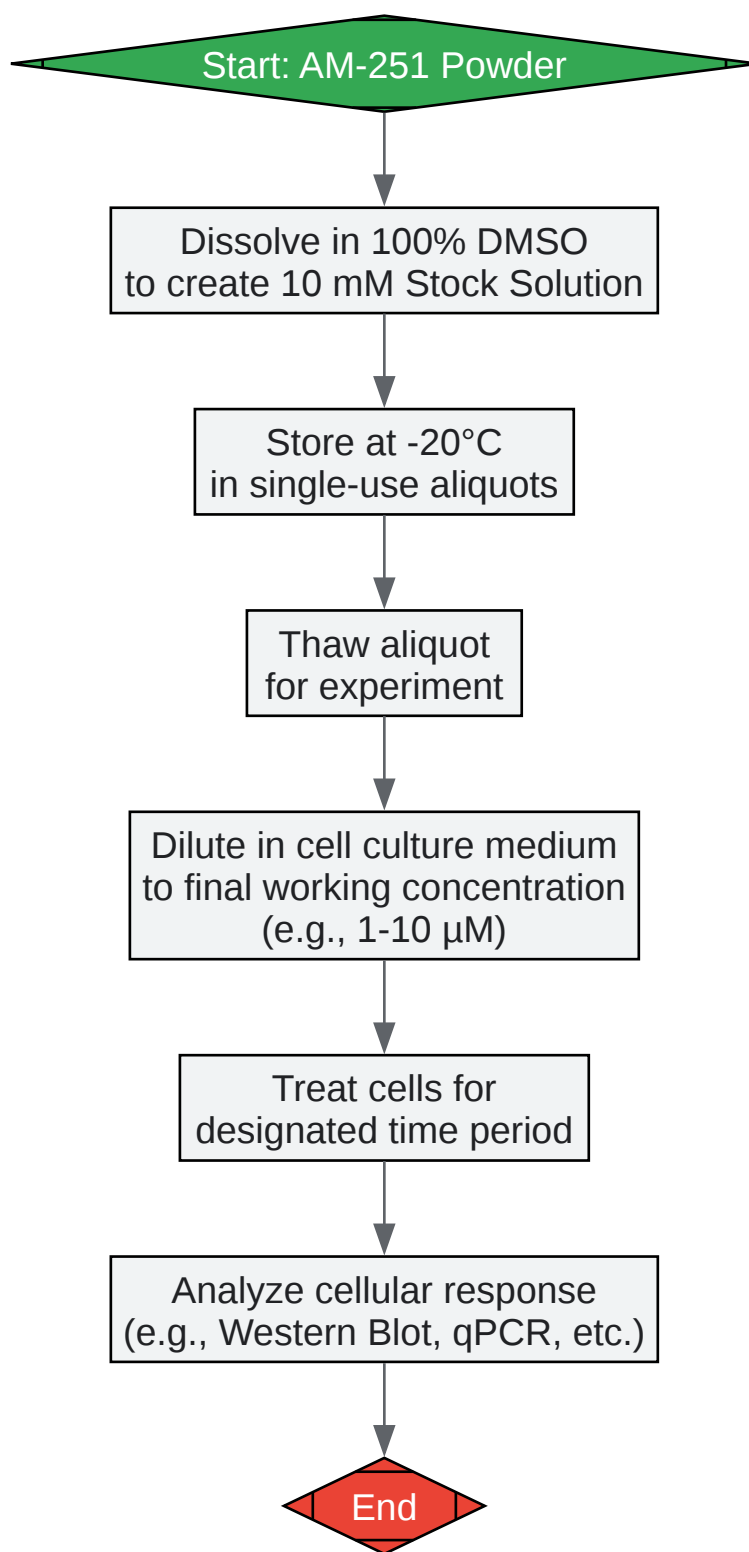 Start: AM-251 Powder
Dissolve in 100% DMSO
to create 10 mM Stock Solution
Store at -20°C
in single-use aliquots
Thaw aliquot
for experiment
Dilute in cell culture medium
to final working concentration
(e.g., 1-10 µM)
Treat cells for
designated time period
Analyze cellular response
(e.g., Western Blot, qPCR, etc.)
End